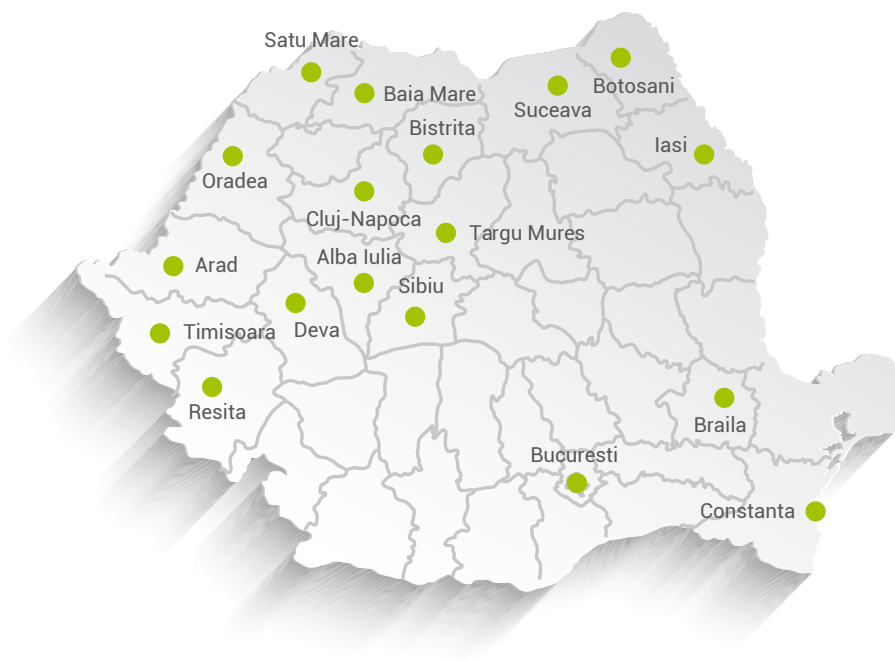 Satu Mare
Botosani
Baia Mare
Suceava
Bistrita
Iasi
Oradea
Cluj-Napoca
Targu Mures
Alba Iulia
Arad
Sibiu
Timisoara
Deva
Resita
Braila
Bucuresti
Constanta